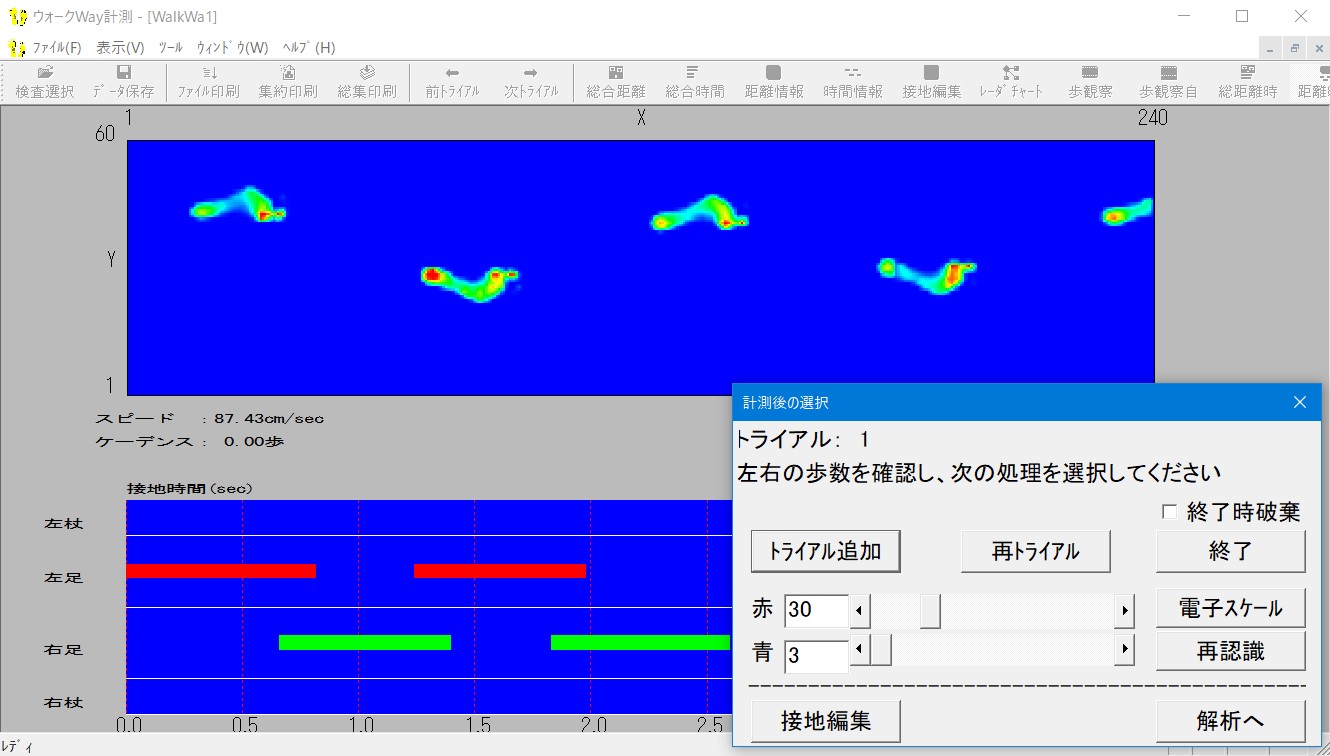 ウォークWay計測 - [WalkWa1]
ファイル(F) 表示(V) ツール ウィンドウ(W) ヘルプ(H)
検査選択 データ保存 ファイル印刷 集約印刷 総集印刷 前トライアル 次トライアル 総合距離 総合時間 距離情報 時間情報 接地編集 レーダチャート 歩観察 歩観察自 総距離時
60 1 X 240
Y
1
スピード : 87.43cm/sec
ケーデンス : 0.00歩
接地時間(sec)
左杖
左足
右足
右杖
0.0 0.5 1.0 1.5 2.0 2.5
レディ
計測後の選択
トライアル: 1
左右の歩数を確認し、次の処理を選択してください
終了時破棄
トライアル追加 再トライアル 終了
赤 30 電子スケール
青 3 再認識
接地編集 解析へ